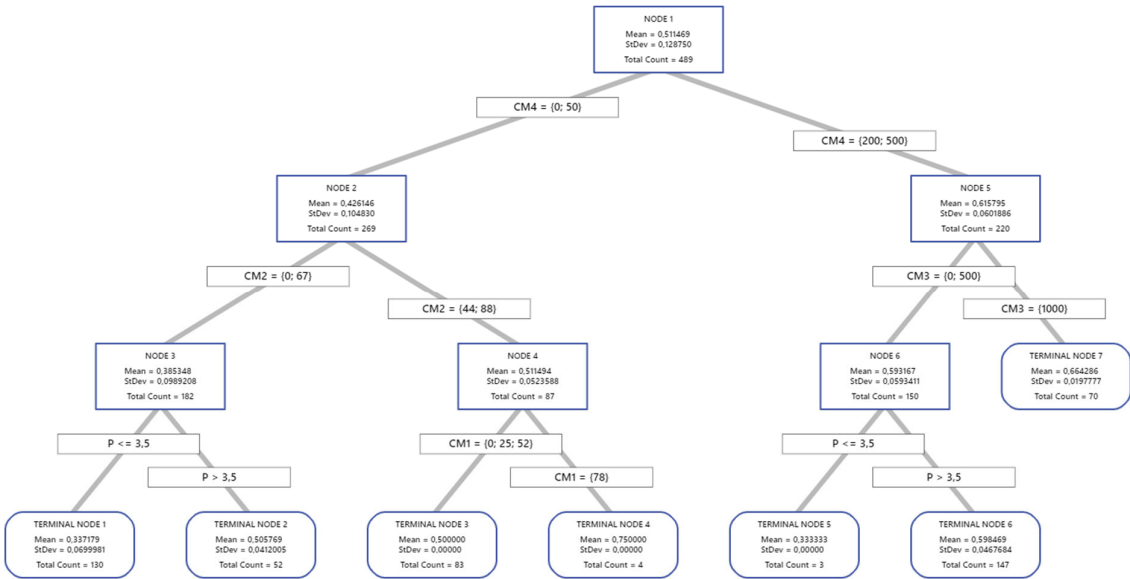 NODE 1
Mean = 0,511469
StDev = 0,128750
Total Count = 489
CM4 = {0; 50}
CM4 = {200; 500}
NODE 2
Mean = 0,426146
StDev = 0,104830
Total Count = 269
NODE 5
Mean = 0,615795
StDev = 0,0601886
Total Count = 220
CM2 = {0; 67}
CM2 = {44; 88}
CM3 = {0; 500}
CM3 = {1000}
NODE 3
Mean = 0,385348
StDev = 0,0989208
Total Count = 182
NODE 4
Mean = 0,511494
StDev = 0,0523588
Total Count = 87
NODE 6
Mean = 0,593167
StDev = 0,0593411
Total Count = 150
TERMINAL NODE 7
Mean = 0,664286
StDev = 0,0197777
Total Count = 70
P <= 3,5
P > 3,5
CM1 = {0; 25; 52}
CM1 = {78}
P <= 3,5
P > 3,5
TERMINAL NODE 1
Mean = 0,337179
StDev = 0,0699981
Total Count = 130
TERMINAL NODE 2
Mean = 0,505769
StDev = 0,0412005
Total Count = 52
TERMINAL NODE 3
Mean = 0,500000
StDev = 0,00000
Total Count = 83
TERMINAL NODE 4
Mean = 0,750000
StDev = 0,00000
Total Count = 4
TERMINAL NODE 5
Mean = 0,333333
StDev = 0,00000
Total Count = 3
TERMINAL NODE 6
Mean = 0,598469
StDev = 0,0467684
Total Count = 147